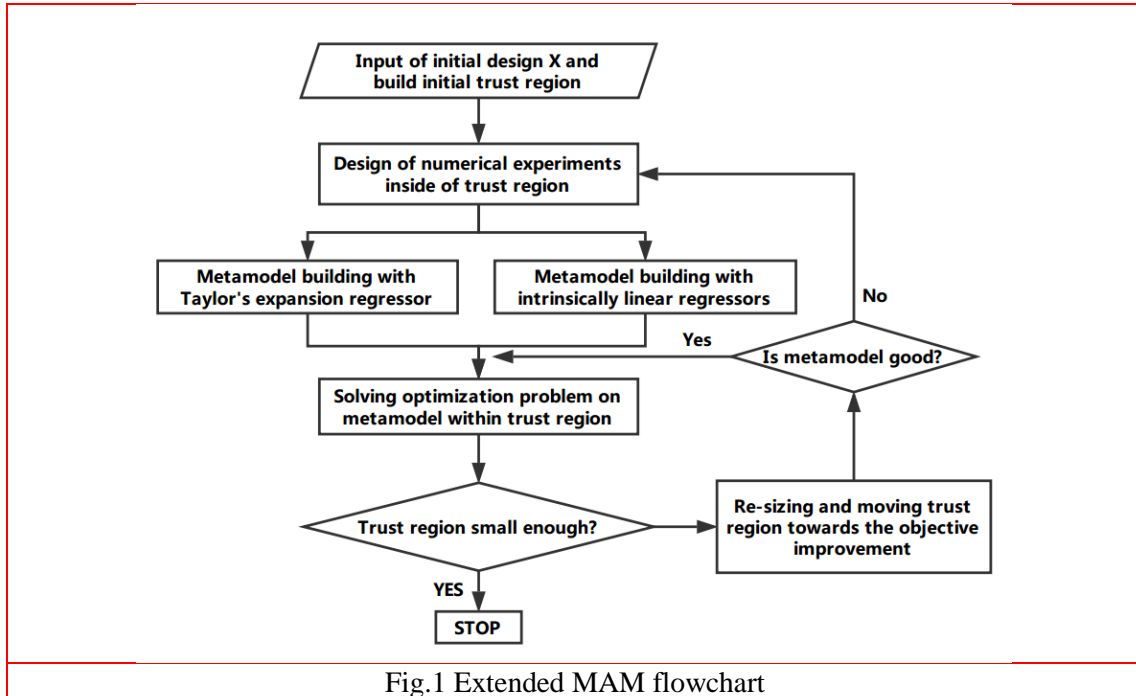 Input of initial design X and
build initial trust region
Design of numerical experiments
inside of trust region
Metamodel building with
Taylor's expansion regressor
Metamodel building with
intrinsically linear regressors
No
Yes
Is metamodel good?
Solving optimization problem on
metamodel within trust region
Trust region small enough?
Re-sizing and moving trust
region towards the objective
improvement
YES
STOP
Fig.1 Extended MAM flowchart